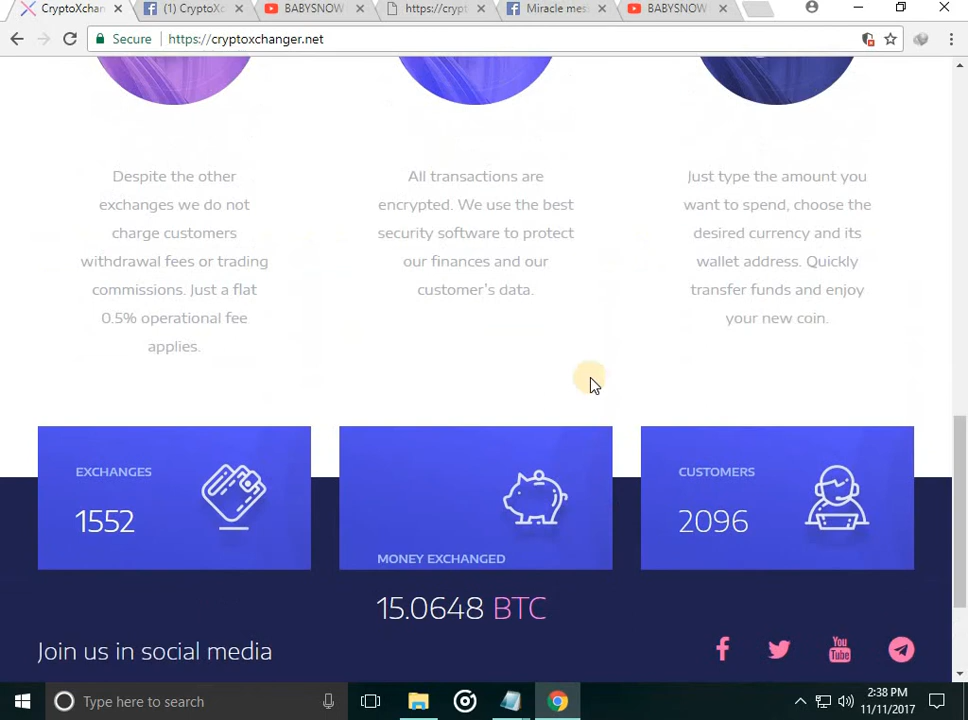 CryptoXchan
(1) CryptoXc
BABYSNOW
https://crypt
Miracle mes
BABYSNOW
Secure
https://cryptoxchanger.net
Despite the other
exchanges we do not
charge customers
withdrawal fees or trading
commissions. Just a flat
0.5% operational fee
applies.
All transactions are
encrypted. We use the best
security software to protect
our finances and our
customer's data.
Just type the amount you
want to spend, choose the
desired currency and its
wallet address. Quickly
transfer funds and enjoy
your new coin.
EXCHANGES
1552
MONEY EXCHANGED
15.0648 BTC
CUSTOMERS
2096
Join us in social media
You
Tube
Type here to search
2:38 PM
11/11/2017